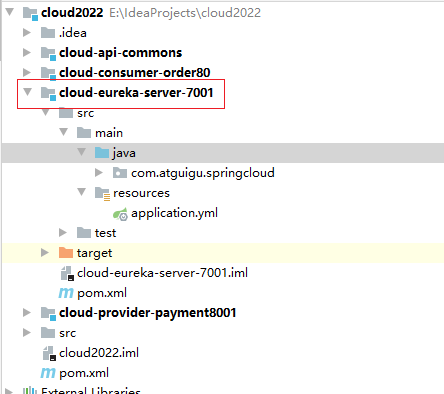 cloud2022 E:\IdeaProjects\cloud2022
.idea
cloud-api-commons
cloud-consumer-order80
cloud-eureka-server-7001
src
main
java
com.atguigu.springcloud
resources
application.yml
test
target
cloud-eureka-server-7001.iml
pom.xml
cloud-provider-payment8001
src
cloud2022.iml
pom.xml
External Libraries